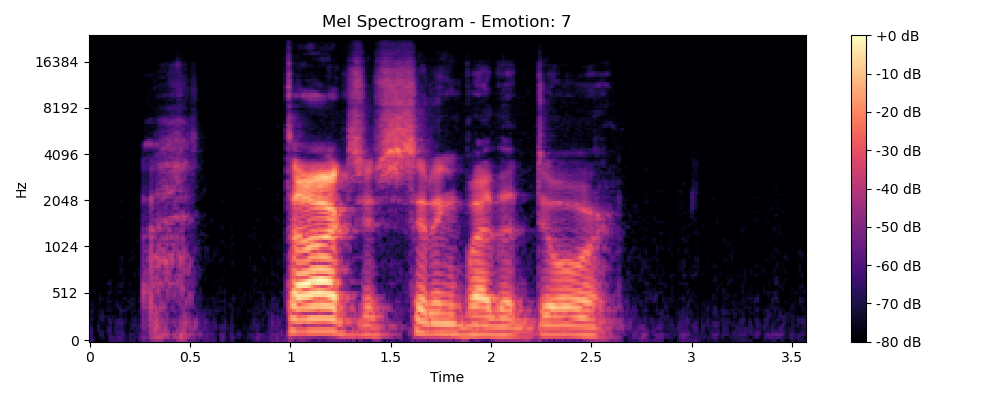 Mel Spectrogram - Emotion: 7
Hz
16384
8192
4096
2048
1024
512
0
0 0.5 1 1.5 2 2.5 3 3.5
Time
+0 dB
-10 dB
-20 dB
-30 dB
-40 dB
-50 dB
-60 dB
-70 dB
-80 dB